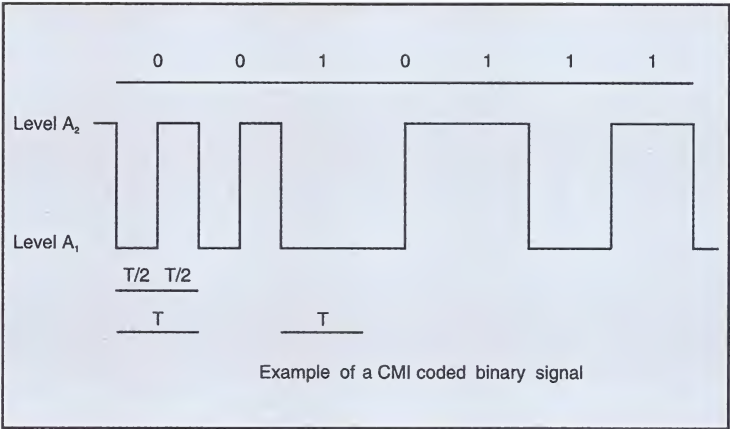 0 0 1 0 1 1 1
Level A₂
Level A₁
T/2 T/2
T T
Example of a CMI coded binary signal